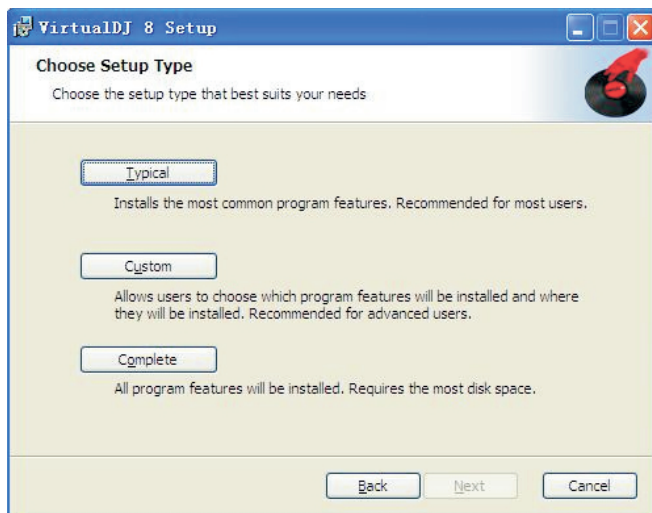 VirtualDJ 8 Setup
Choose Setup Type
Choose the setup type that best suits your needs
Typical
Installs the most common program features. Recommended for most users.
Custom
Allows users to choose which program features will be installed and where
they will be installed. Recommended for advanced users.
Complete
All program features will be installed. Requires the most disk space.
Back Next Cancel